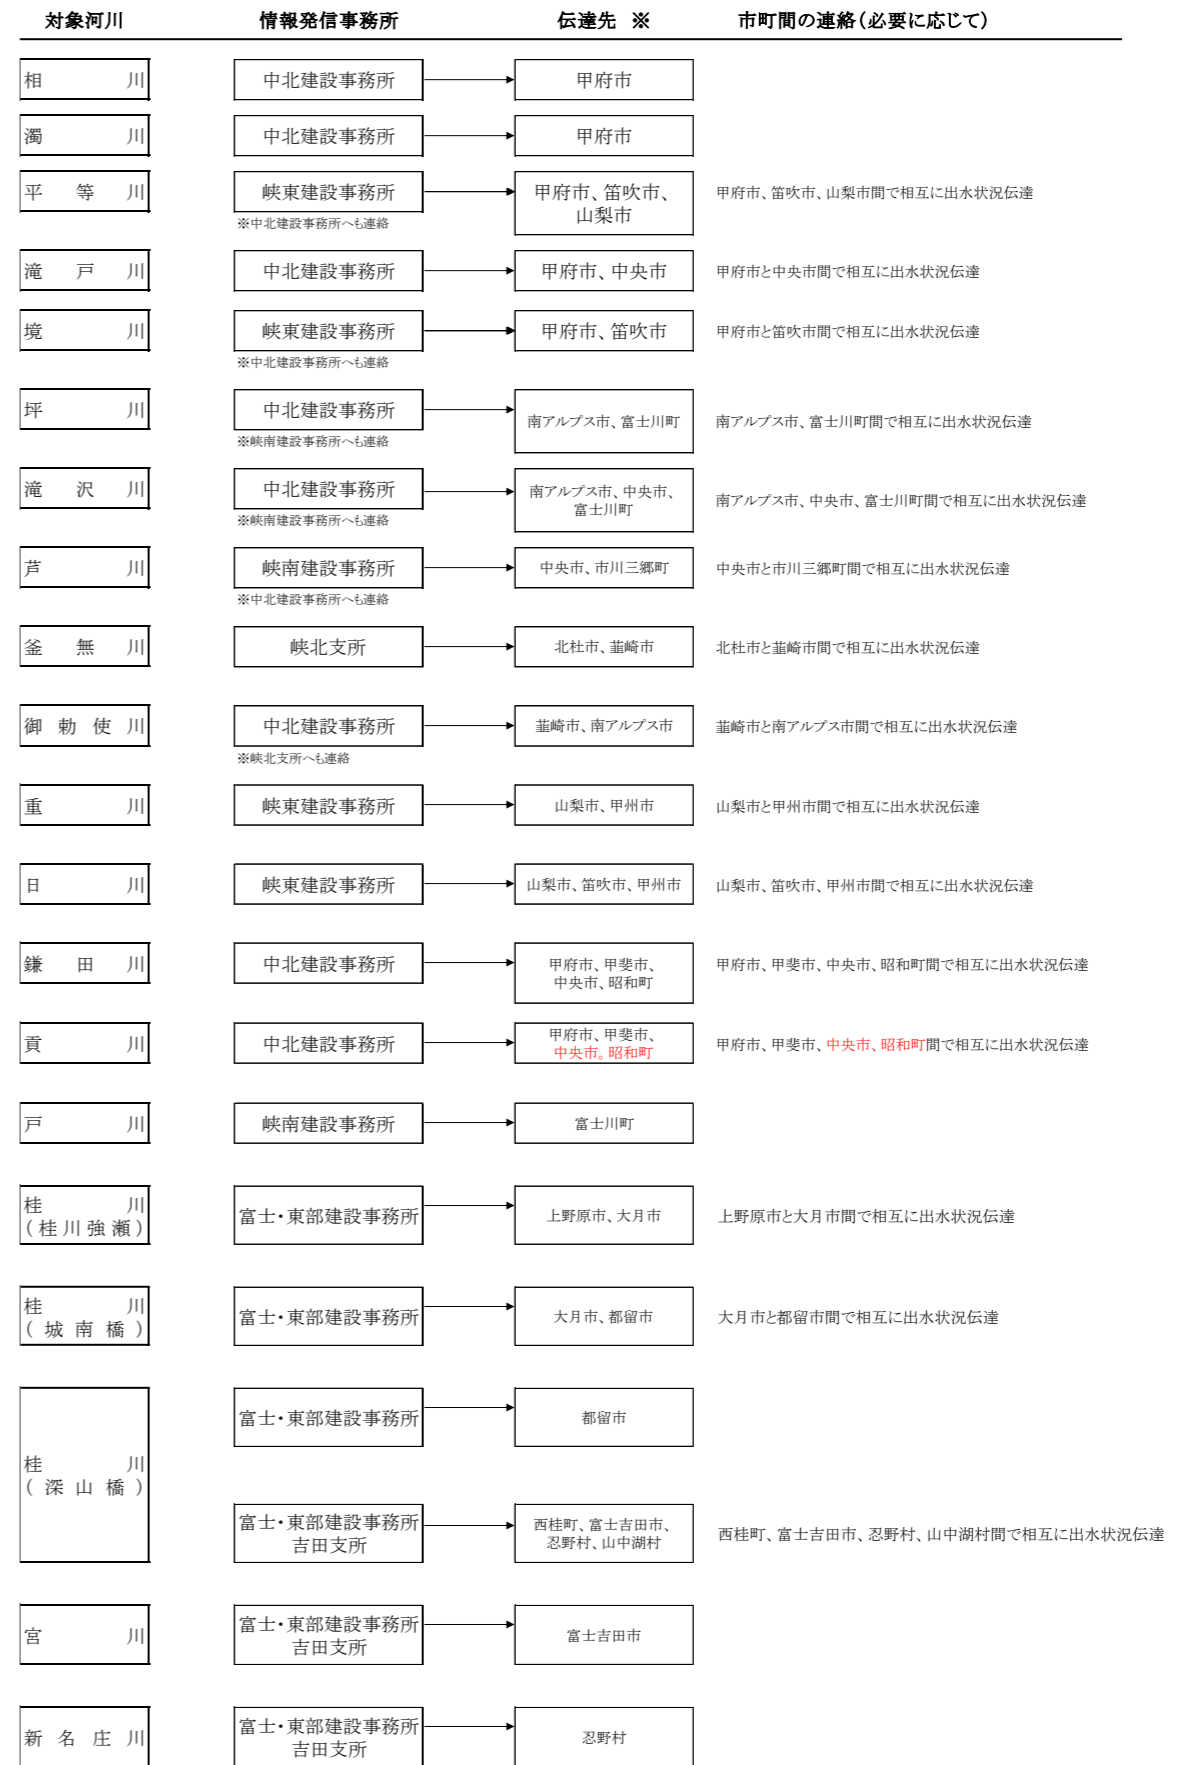 対象河川 情報発信事務所 伝達先 ※ 市町間の連絡（必要に応じて）
相川 中北建設事務所 甲府市
濁川 中北建設事務所 甲府市
平等川 峡東建設事務所 甲府市、笛吹市、 甲府市、笛吹市、山梨市間で相互に出水状況伝達
山梨市
※中北建設事務所へも連絡
滝戸川 中北建設事務所 甲府市、中央市 甲府市と中央市間で相互に出水状況伝達
境川 峡東建設事務所 甲府市、笛吹市 甲府市と笛吹市間で相互に出水状況伝達
※中北建設事務所へも連絡
坪川 中北建設事務所 南アルプス市、富士川町 南アルプス市、富士川町間で相互に出水状況伝達
※峡南建設事務所へも連絡
滝沢川 中北建設事務所 南アルプス市、中央市、 南アルプス市、中央市、富士川町間で相互に出水状況伝達
富士川町
※峡南建設事務所へも連絡
芦川 峡南建設事務所 中央市、市川三郷町 中央市と市川三郷町間で相互に出水状況伝達
※中北建設事務所へも連絡
釜無川 峡北支所 北杜市、韮崎市 北杜市と韮崎市間で相互に出水状況伝達
御勅使川 中北建設事務所 韮崎市、南アルプス市 韮崎市と南アルプス市間で相互に出水状況伝達
※峡北支所へも連絡
重川 峡東建設事務所 山梨市、甲州市 山梨市と甲州市間で相互に出水状況伝達
日川 峡東建設事務所 山梨市、笛吹市、甲州市 山梨市、笛吹市、甲州市間で相互に出水状況伝達
鎌田川 中北建設事務所 甲府市、甲斐市、 甲府市、甲斐市、中央市、昭和町間で相互に出水状況伝達
中央市、昭和町
貢川 中北建設事務所 甲府市、甲斐市、 甲府市、甲斐市、中央市、昭和町間で相互に出水状況伝達
中央市。昭和町
戸川 峡南建設事務所 富士川町
桂川 富士・東部建設事務所 上野原市、大月市 上野原市と大月市間で相互に出水状況伝達
(桂川強瀬)
桂川 富士・東部建設事務所 大月市、都留市 大月市と都留市間で相互に出水状況伝達
(城南橋)
富士・東部建設事務所 都留市
桂川
(深山橋)
富士・東部建設事務所 西桂町、富士吉田市、 西桂町、富士吉田市、忍野村、山中湖村間で相互に出水状況伝達
吉田支所 忍野村、山中湖村
宮川 富士・東部建設事務所 富士吉田市
吉田支所
新名庄川 富士・東部建設事務所 忍野村
吉田支所